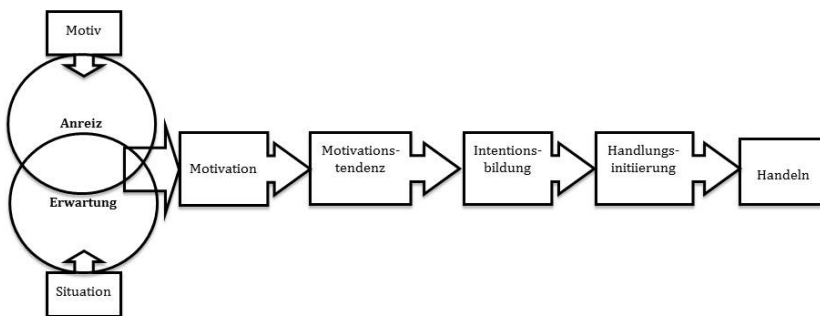 Motiv
Anreiz
Erwartung
Situation
Motivation
Motivations-
tendenz
Intentions-
bildung
Handlungs-
initiierung
Handeln